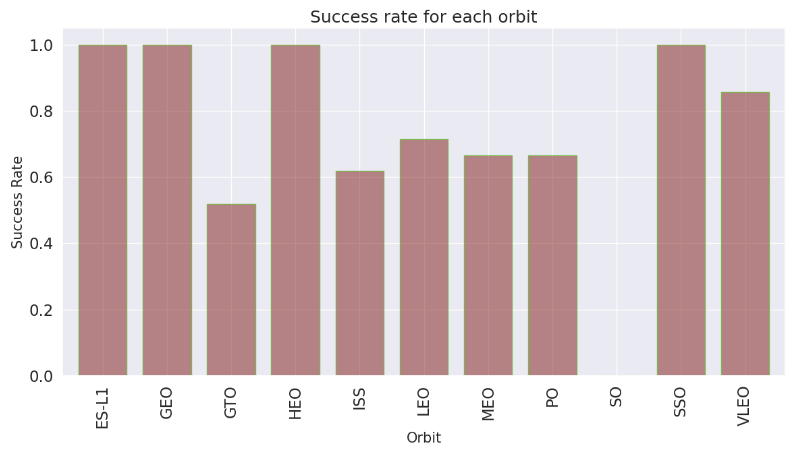 Success rate for each orbit
1.0
0.8
0.6
0.4
0.2
0.0
Success Rate
ES-L1
GEO
GTO
HEO
ISS
LEO
MEO
PO
SO
SSO
VLEO
Orbit